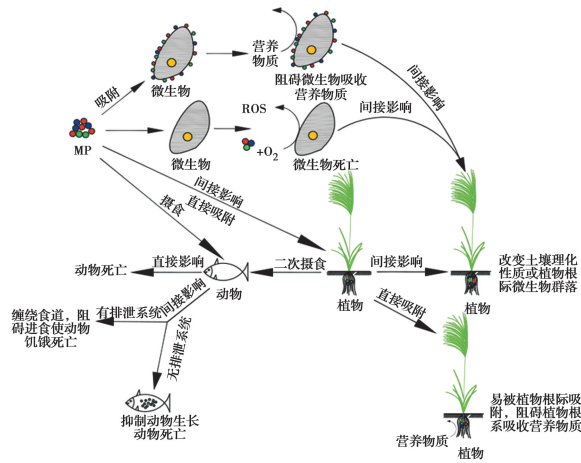 营养
物质
阻碍微生物吸收
营养物质
吸附
微生物
间接影响
ROS
间接影响
MP
+O2
微生物
微生物死亡
间接影响
直接吸附
摄食
直接影响
二次摄食
间接影响
改变土壤理化
性质或植物根
际微生物群落
动物死亡
动物
植物
植物
缠绕食道，阻
碍进食使动物
饥饿死亡
有排泄系统
间接影响
直接吸附
无排泄系统
抑制动物生长
动物死亡
易被植物根际吸
附，阻碍植物根
系吸收营养物质
营养物质
植物